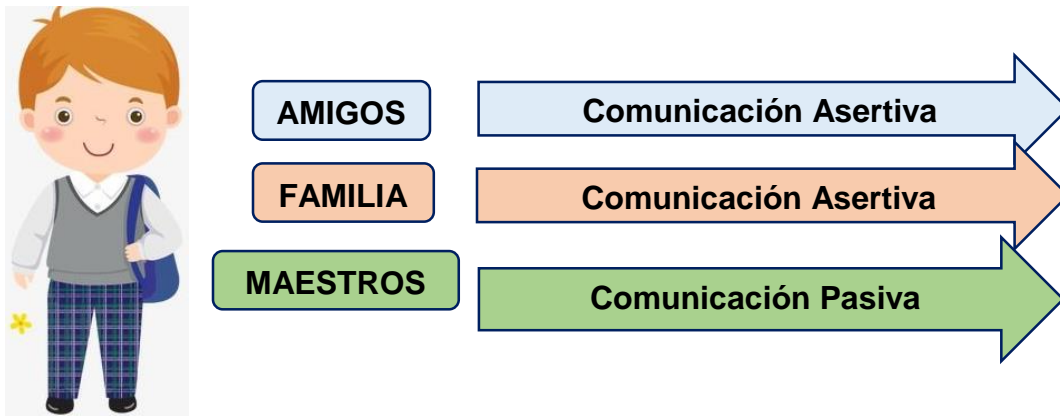 AMIGOS
Comunicación Asertiva
FAMILIA
Comunicación Asertiva
MAESTROS
Comunicación Pasiva